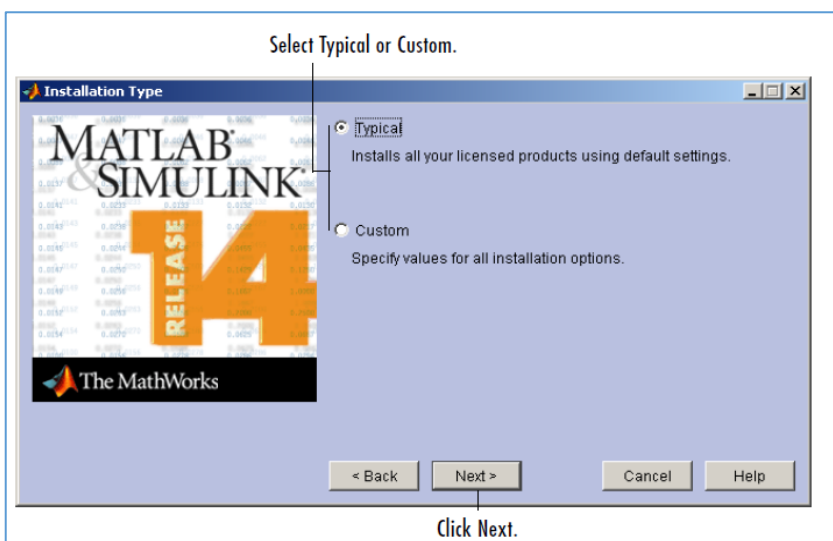 Select Typical or Custom.
Installation Type
MATLAB®
& SIMULINK®
RELEASE 14
The MathWorks
Typical
Installs all your licensed products using default settings.
Custom
Specify values for all installation options.
< Back
Next >
Cancel
Help
Click Next.